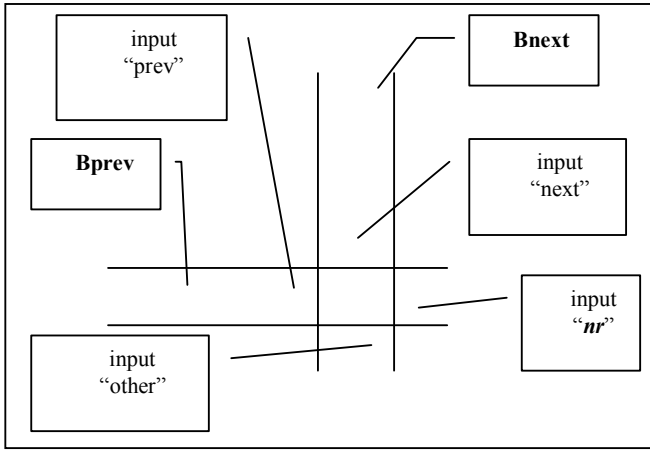 input
“prev”
Bnext
Bprev
input
“next”
input
“nr”
input
“other”